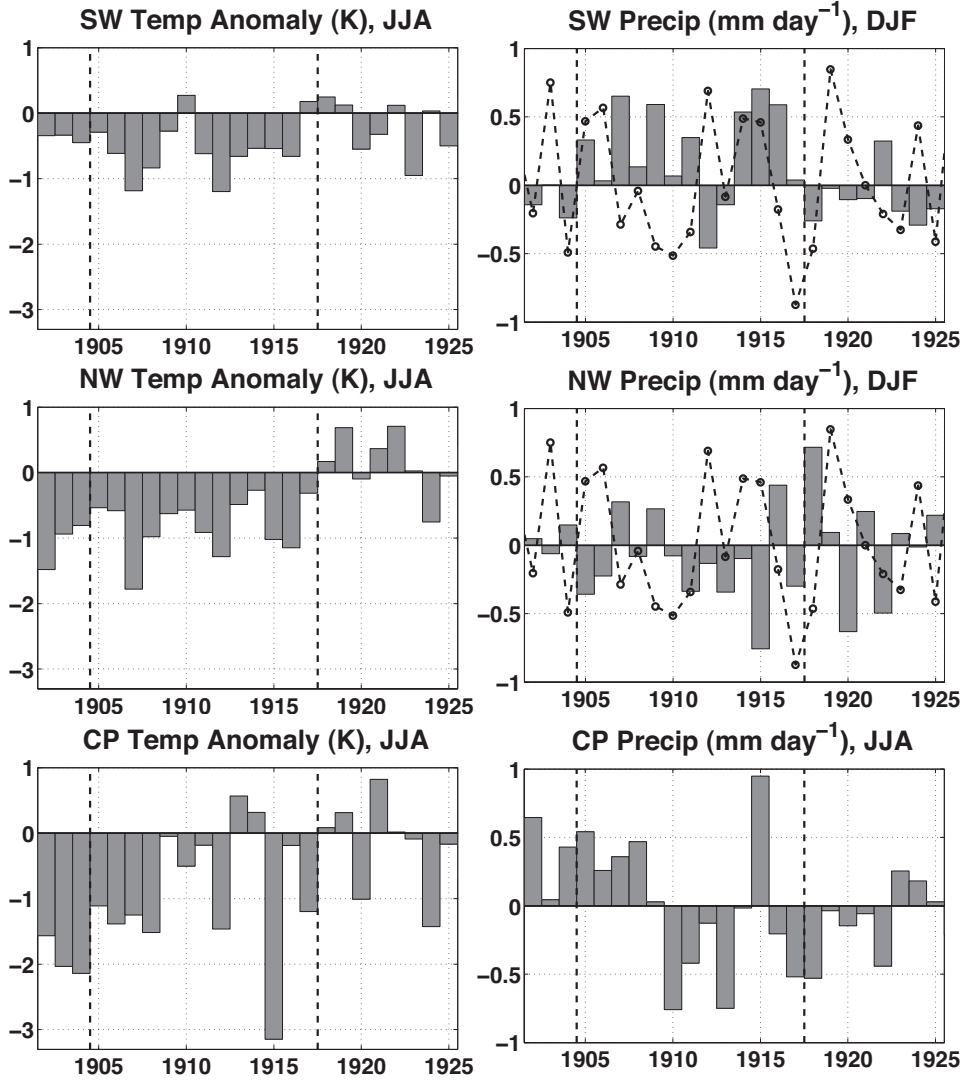 SW Temp Anomaly (K), JJA
1
0
−1
−2
−3
1905 1910 1915 1920 1925
SW Precip (mm day⁻¹), DJF
1
0.5
0
−0.5
−1
1905 1910 1915 1920 1925
NW Temp Anomaly (K), JJA
1
0
−1
−2
−3
1905 1910 1915 1920 1925
NW Precip (mm day⁻¹), DJF
1
0.5
0
−0.5
−1
1905 1910 1915 1920 1925
CP Temp Anomaly (K), JJA
1
0
−1
−2
−3
1905 1910 1915 1920 1925
CP Precip (mm day⁻¹), JJA
1
0.5
0
−0.5
−1
1905 1910 1915 1920 1925